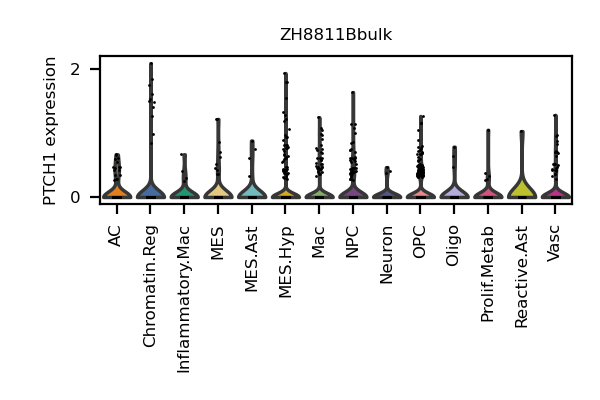 ZH8811Bbulk
PTCH1 expression
2
0
AC
Chromatin.Reg
Inflammatory.Mac
MES
MES.Ast
MES.Hyp
Mac
NPC
Neuron
OPC
Oligo
Prolif.Metab
Reactive.Ast
Vasc